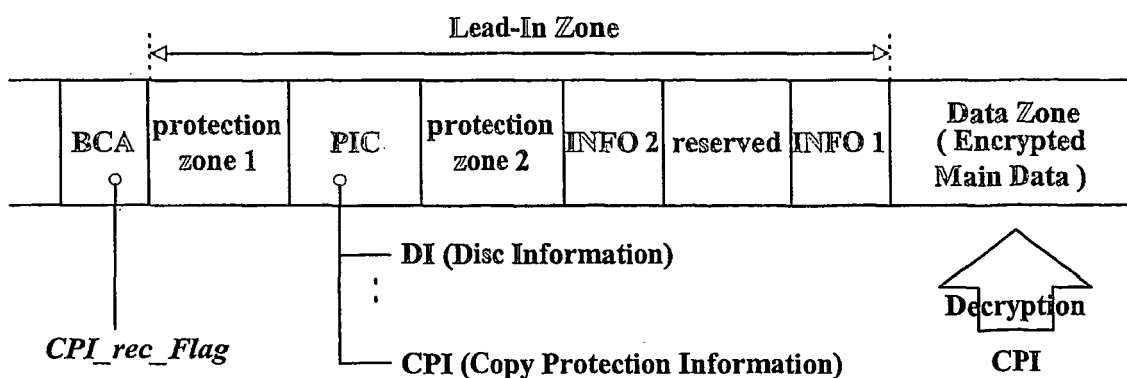 Lead-In Zone
BCA
protection
zone 1
PIC
protection
zone 2
INFO 2
reserved
INFO 1
Data Zone
( Encrypted
Main Data )
DI (Disc Information)
Decryption
CPI_rec_Flag
CPI (Copy Protection Information)
CPI